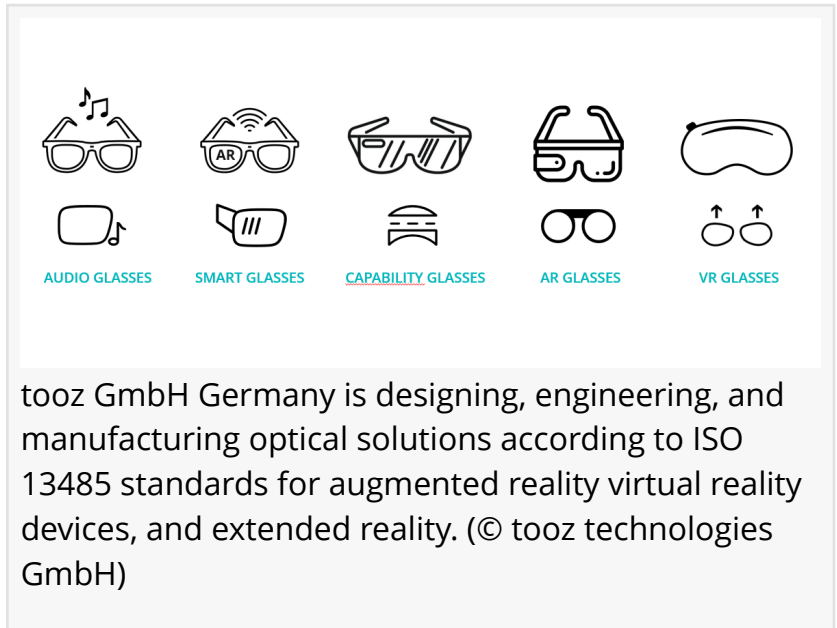 AR
AUDIO GLASSES
SMART GLASSES
CAPABILITY GLASSES
AR GLASSES
VR GLASSES
tooz GmbH Germany is designing, engineering, and
manufacturing optical solutions according to ISO
13485 standards for augmented reality virtual reality
devices, and extended reality. (© tooz technologies
GmbH)